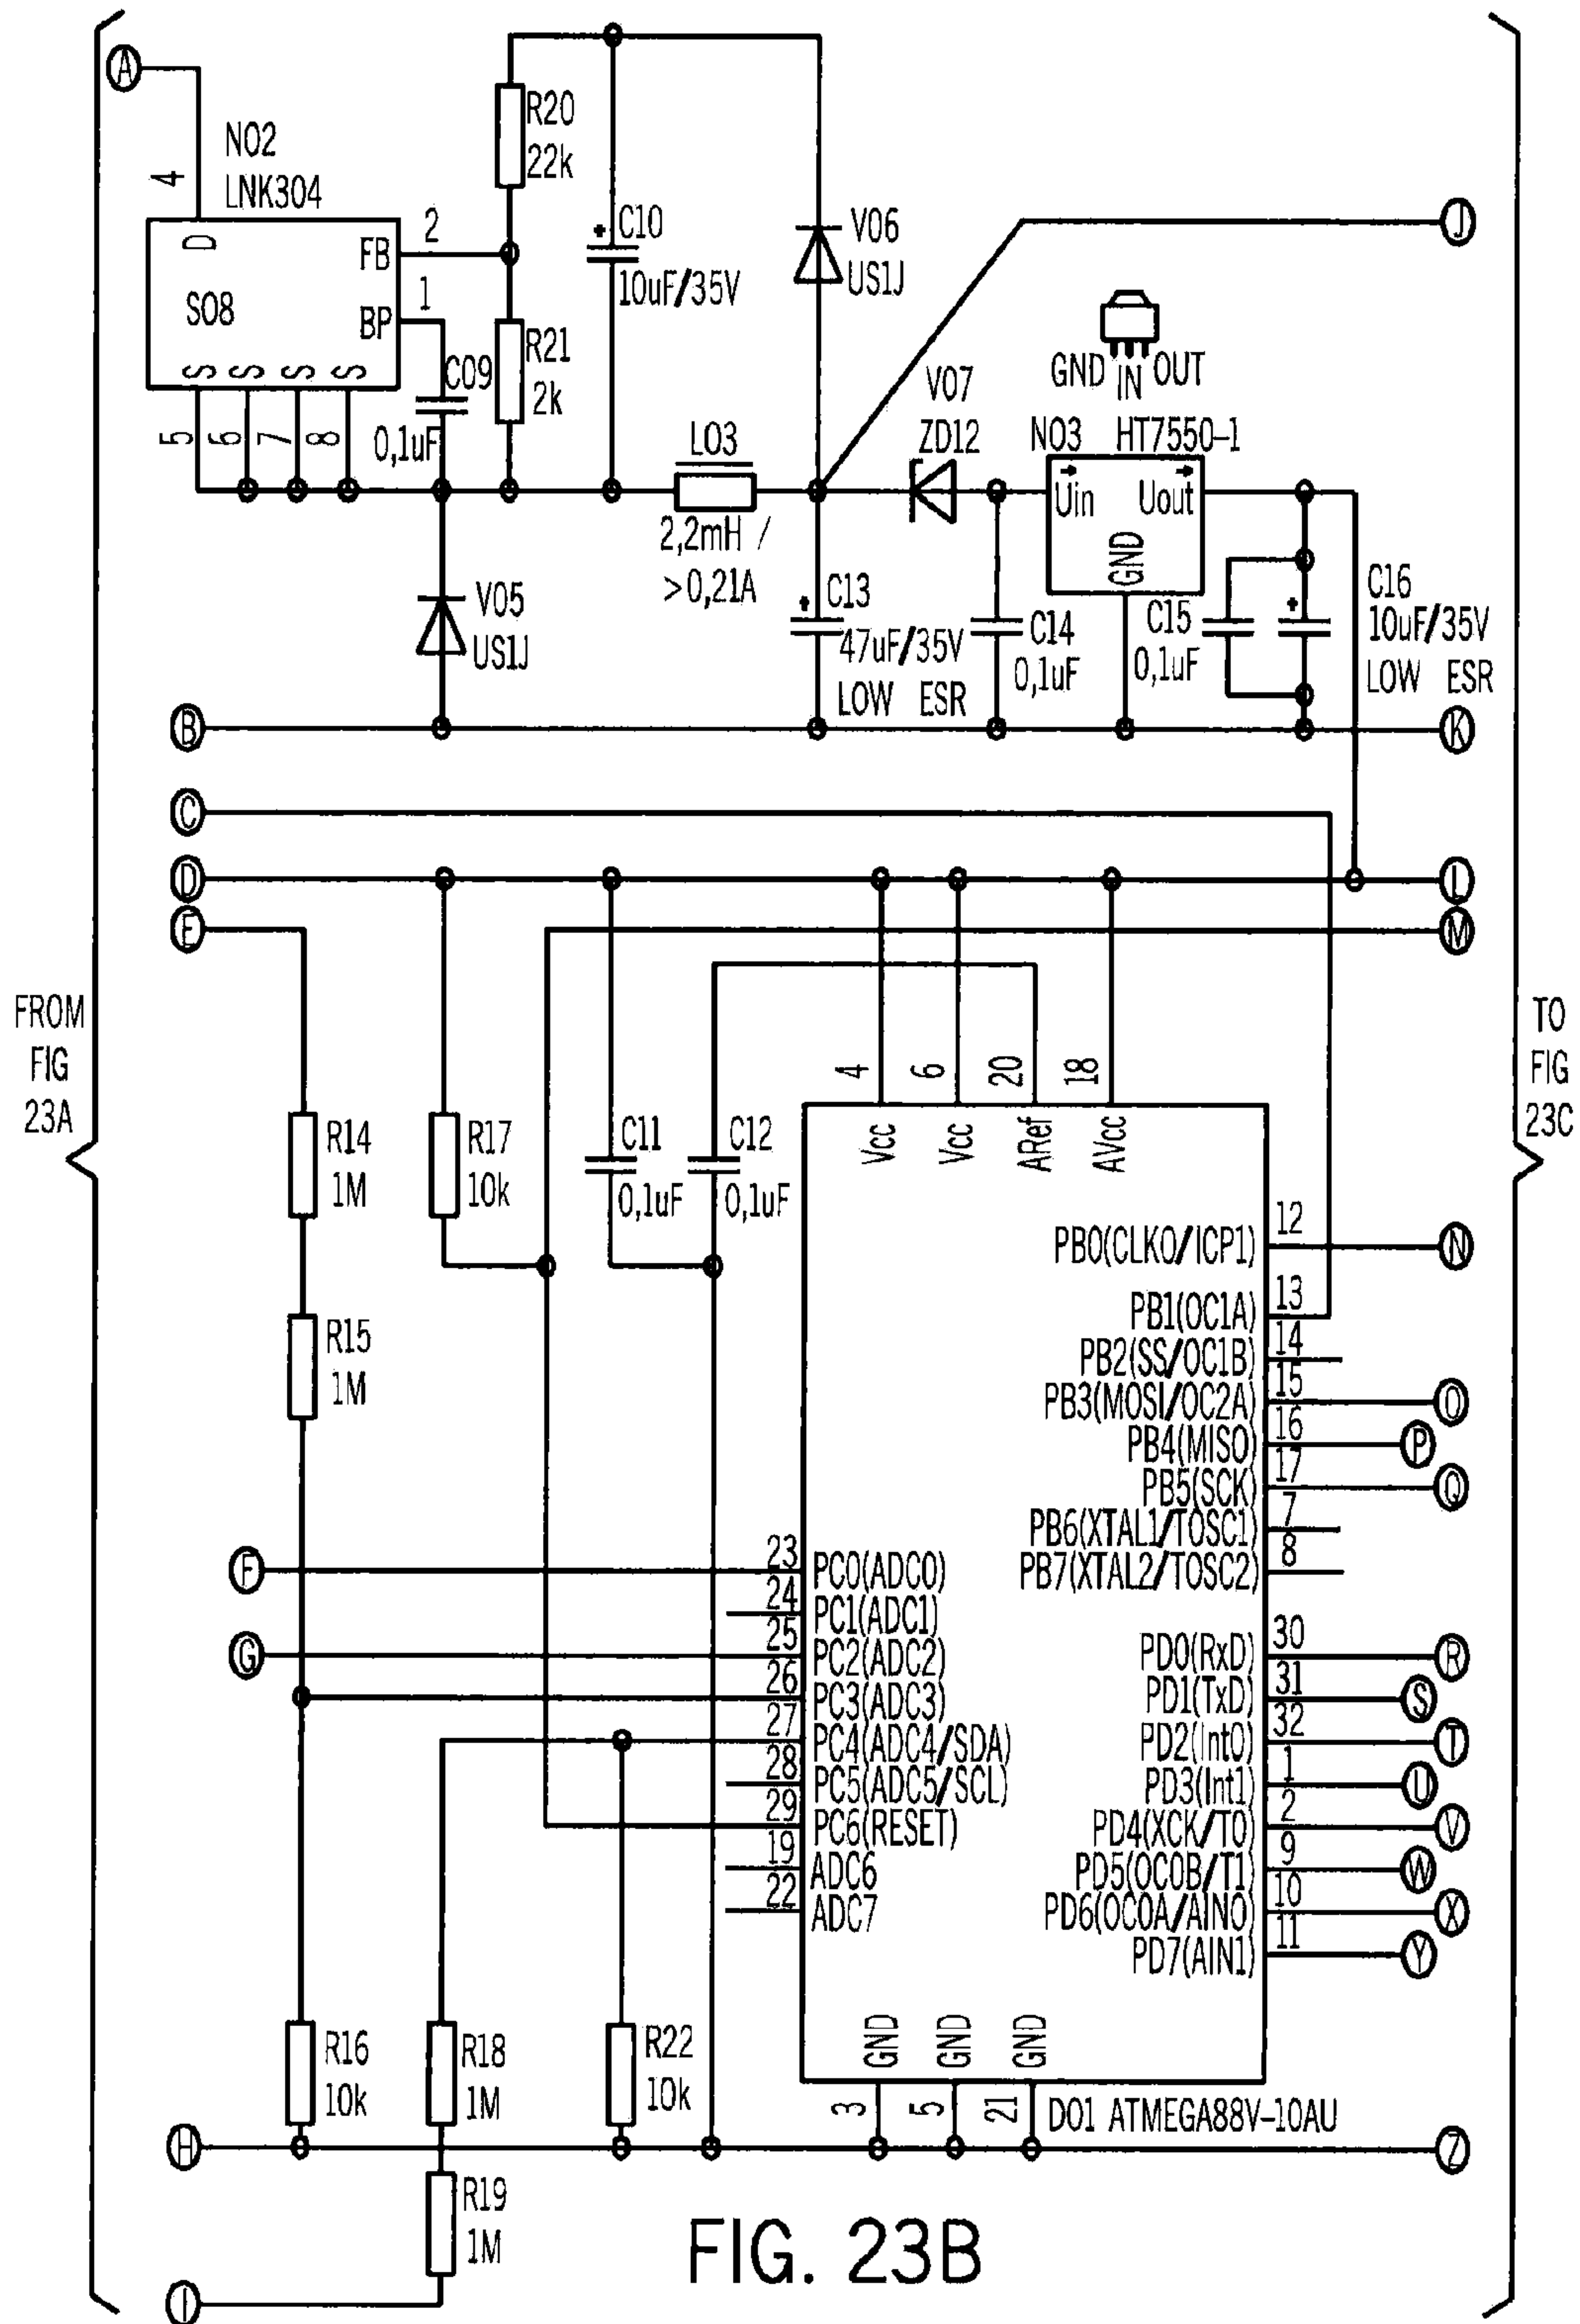 A
N02
LNK304
4
D
FB
2
S08
BP
1
S S S S
5 6 7 8
C09
0,1uF
R20
22k
R21
2k
C10
10uF/35V
V06
US1J
J
GND IN OUT
V07
ZD12
N03 HT7550-1
Uin Uout
GND
L03
2,2mH /
>0,21A
V05
US1J
C13
47uF/35V
LOW ESR
C14
0,1uF
C15
0,1uF
C16
10uF/35V
LOW ESR
B
K
C
D
L
E
M
FROM
FIG
23A
TO
FIG
23C
4 6 20 18
Vcc Vcc ARef AVcc
R14
1M
R17
10k
C11
0,1uF
C12
0,1uF
R15
1M
PB0(CLKO/ICP1) 12 N
PB1(OC1A) 13
PB2(SS/OC1B) 14
PB3(MOSI/OC2A) 15 O
PB4(MISO) 16 P
PB5(SCK) 17 Q
PB6(XTAL1/TOSC1) 7
PB7(XTAL2/TOSC2) 8
F 23 PC0(ADC0)
24 PC1(ADC1)
G 25 PC2(ADC2)
26 PC3(ADC3)
27 PC4(ADC4/SDA)
28 PC5(ADC5/SCL)
29 PC6(RESET)
19 ADC6
22 ADC7
PD0(RxD) 30 R
PD1(TxD) 31 S
PD2(Int0) 32 T
PD3(Int1) 1 U
PD4(XCK/T0) 2 V
PD5(OC0B/T1) 9 W
PD6(OC0A/AIN0) 10 X
PD7(AIN1) 11 Y
GND GND GND
3 5 21
D01 ATMEGA88V-10AU
R16
10k
R18
1M
R22
10k
H
Z
R19
1M
I
FIG. 23B